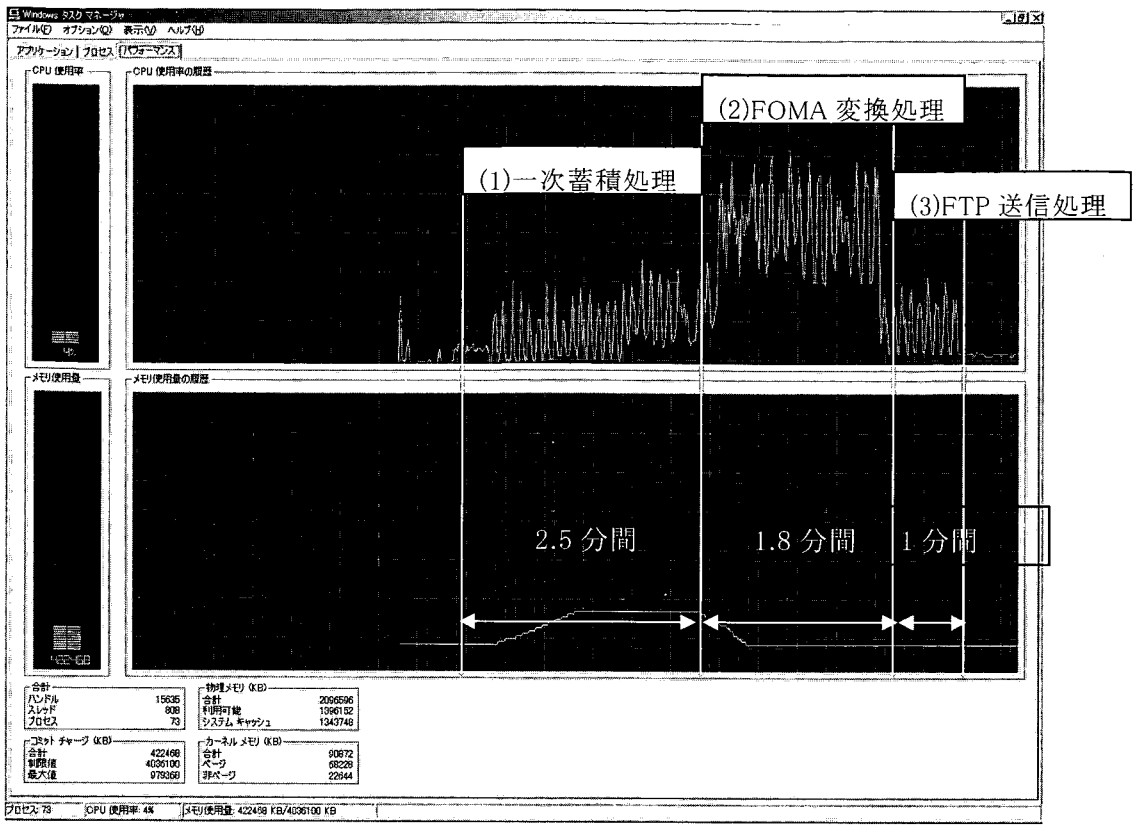 Windows タスク マネージャ
ファイル(F) オプション(O) 表示(V) ヘルプ(H)
アプリケーション プロセス パフォーマンス
CPU 使用率
CPU 使用率の履歴
(2)FOMA 変換処理
(1)一次蓄積処理
(3)FTP 送信処理
4%
メモリ使用量
メモリ使用量の履歴
2.5 分間
1.8 分間
1 分間
合計
ハンドル 15635
スレッド 808
プロセス 73
物理メモリ (KB)
合計 2096596
利用可能 1396152
システム キャッシュ 1343748
コミット チャージ (KB)
合計 422468
制限値 4036100
最大値 979368
カーネル メモリ (KB)
合計 90872
ページ 68228
非ページ 22644
プロセス: 73 CPU 使用率: 4% メモリ使用量: 422468 KB/4036100 KB